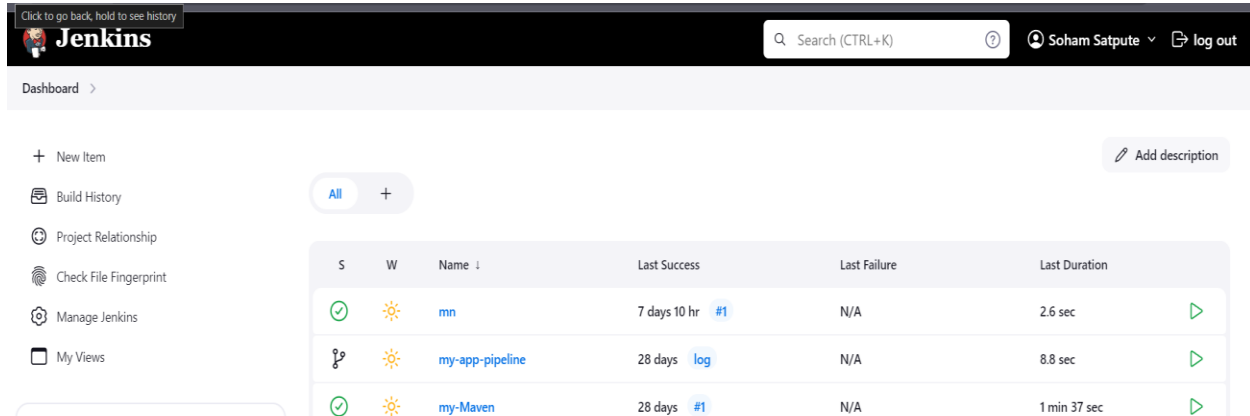 Click to go back, hold to see history
Jenkins
Search (CTRL+K)
Soham Satpute
log out
Dashboard
New Item
Build History
Project Relationship
Check File Fingerprint
Manage Jenkins
My Views
Add description
All +
S W Name ↓ Last Success Last Failure Last Duration
mn 7 days 10 hr #1 N/A 2.6 sec
my-app-pipeline 28 days log N/A 8.8 sec
my-Maven 28 days #1 N/A 1 min 37 sec